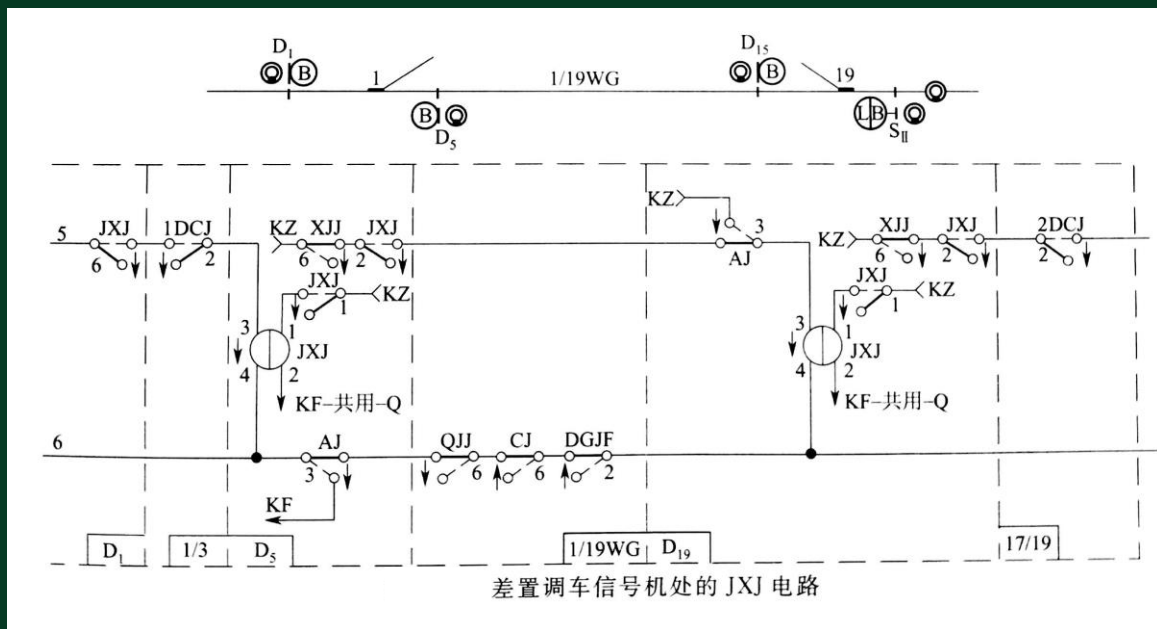 D₁ D₁₅
B B
1 1/19WG 19
B LB
D₅ S_Ⅱ
KZ
JXJ 1DCJ KZ XJJ JXJ 3 KZ XJJ JXJ 2DCJ
5
6 2 6 2 AJ 6 2 2
JXJ KZ JXJ KZ
1 1
3 1 3 1
JXJ JXJ
4 2 4 2
KF-共用-Q KF-共用-Q
6 AJ QJJ CJ DGJF
3 6 6 2
KF
D₁ 1/3 D₅ 1/19WG D₁₉ 17/19
差置调车信号机处的 JXJ 电路